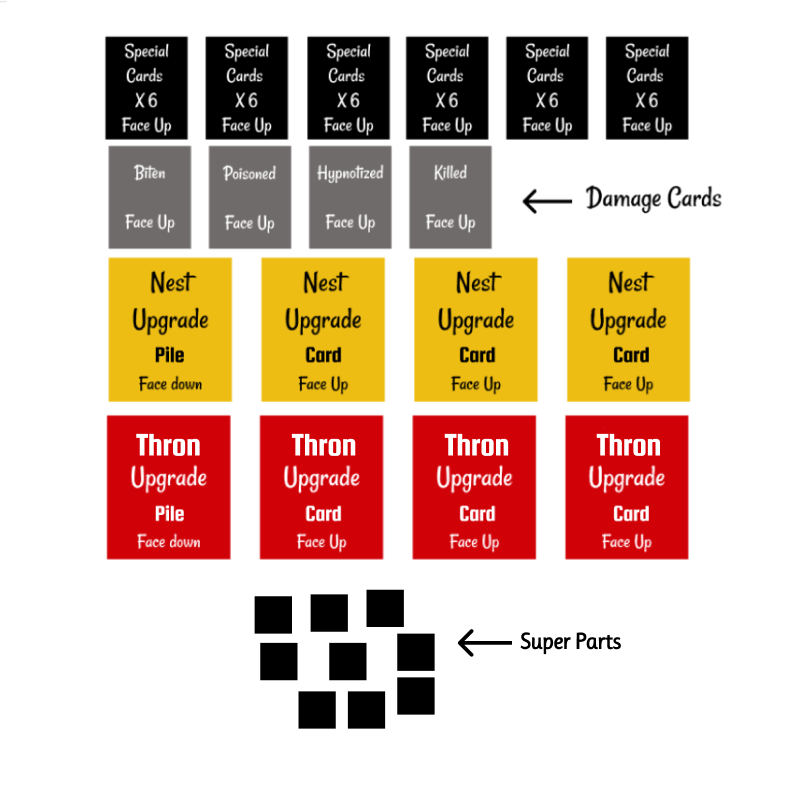 Special Special Special Special Special Special
Cards Cards Cards Cards Cards Cards
X 6 X 6 X 6 X 6 X 6 X 6
Face Up Face Up Face Up Face Up Face Up Face Up
Biten Poisoned Hypnotized Killed
Face Up Face Up Face Up Face Up
Damage Cards
Nest Nest Nest Nest
Upgrade Upgrade Upgrade Upgrade
Pile Card Card Card
Face down Face Up Face Up Face Up
Thron Thron Thron Thron
Upgrade Upgrade Upgrade Upgrade
Pile Card Card Card
Face down Face Up Face Up Face Up
Super Parts